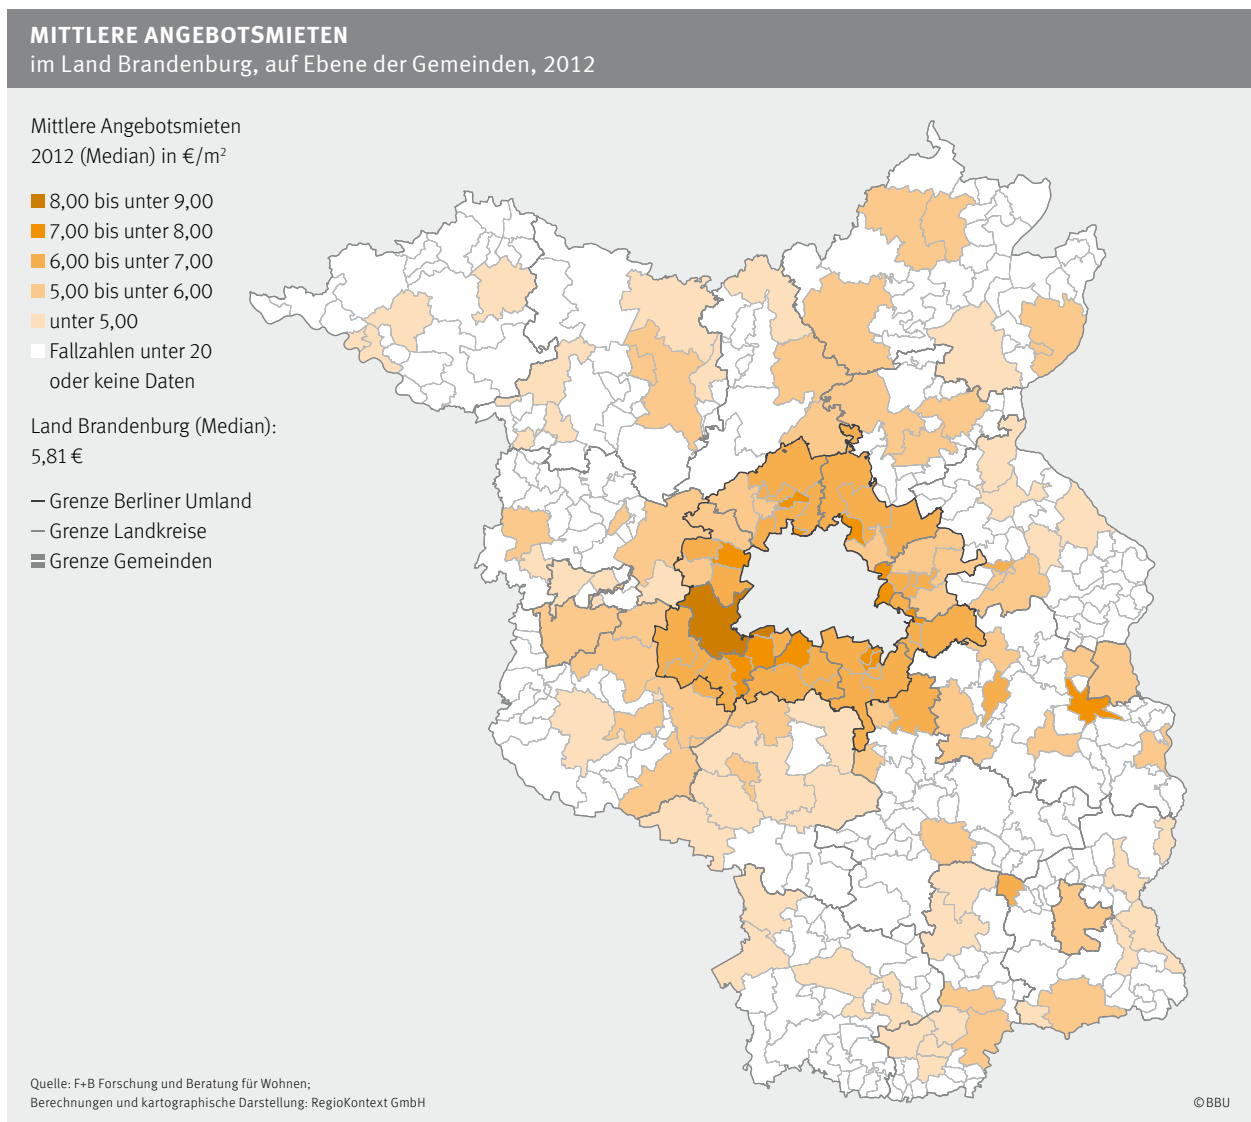 MITTLERE ANGEBOTSMIETEN
im Land Brandenburg, auf Ebene der Gemeinden, 2012
Mittlere Angebotsmieten
2012 (Median) in €/m²
8,00 bis unter 9,00
7,00 bis unter 8,00
6,00 bis unter 7,00
5,00 bis unter 6,00
unter 5,00
Fallzahlen unter 20
oder keine Daten
Land Brandenburg (Median):
5,81 €
Grenze Berliner Umland
Grenze Landkreise
Grenze Gemeinden
Quelle: F+B Forschung und Beratung für Wohnen;
Berechnungen und kartographische Darstellung: RegioKontext GmbH
©BBU